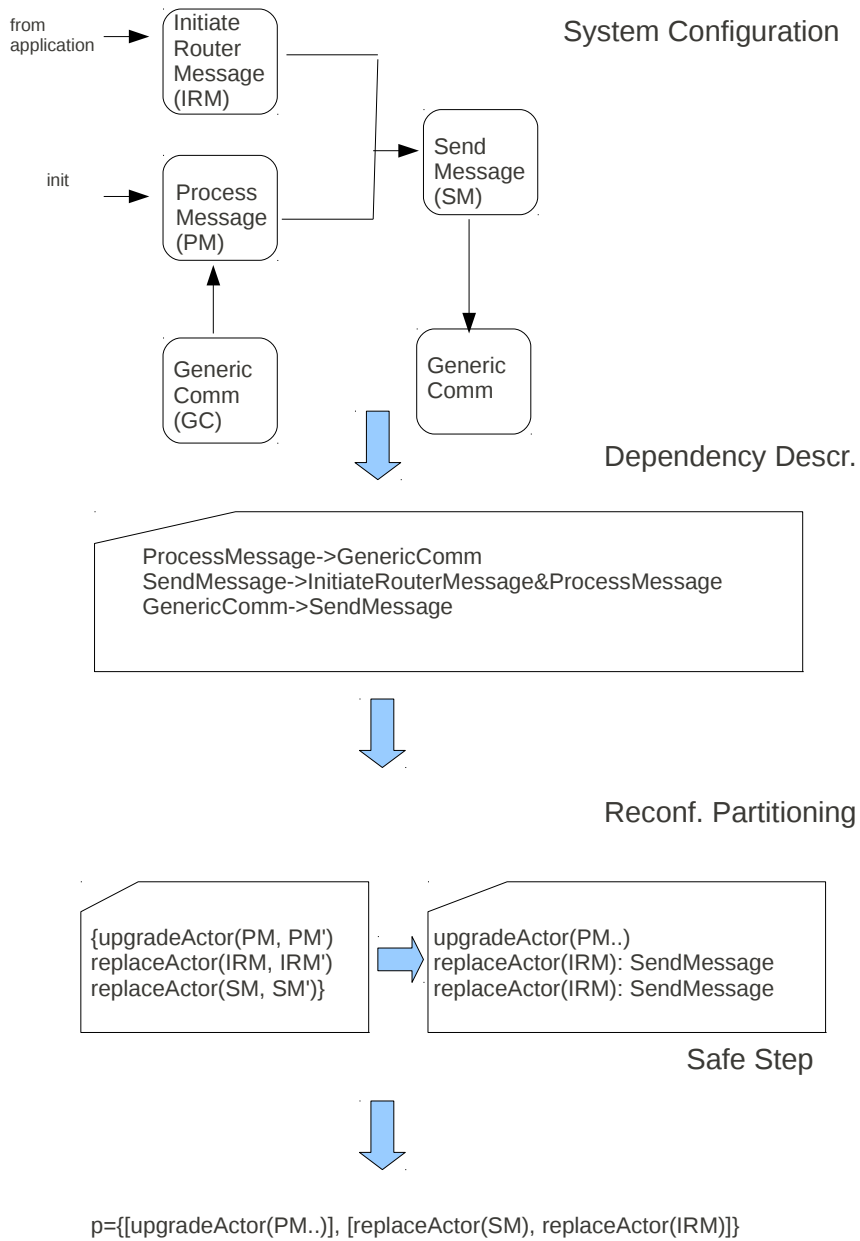 from
application
Initiate
Router
Message
(IRM)
System Configuration
Send
Message
(SM)
init
Process
Message
(PM)
Generic
Comm
(GC)
Generic
Comm
Dependency Descr.
ProcessMessage->GenericComm
SendMessage->InitiateRouterMessage&ProcessMessage
GenericComm->SendMessage
Reconf. Partitioning
{upgradeActor(PM, PM')
replaceActor(IRM, IRM')
replaceActor(SM, SM')}
upgradeActor(PM..)
replaceActor(IRM): SendMessage
replaceActor(IRM): SendMessage
Safe Step
p={[upgradeActor(PM..)], [replaceActor(SM), replaceActor(IRM)]}